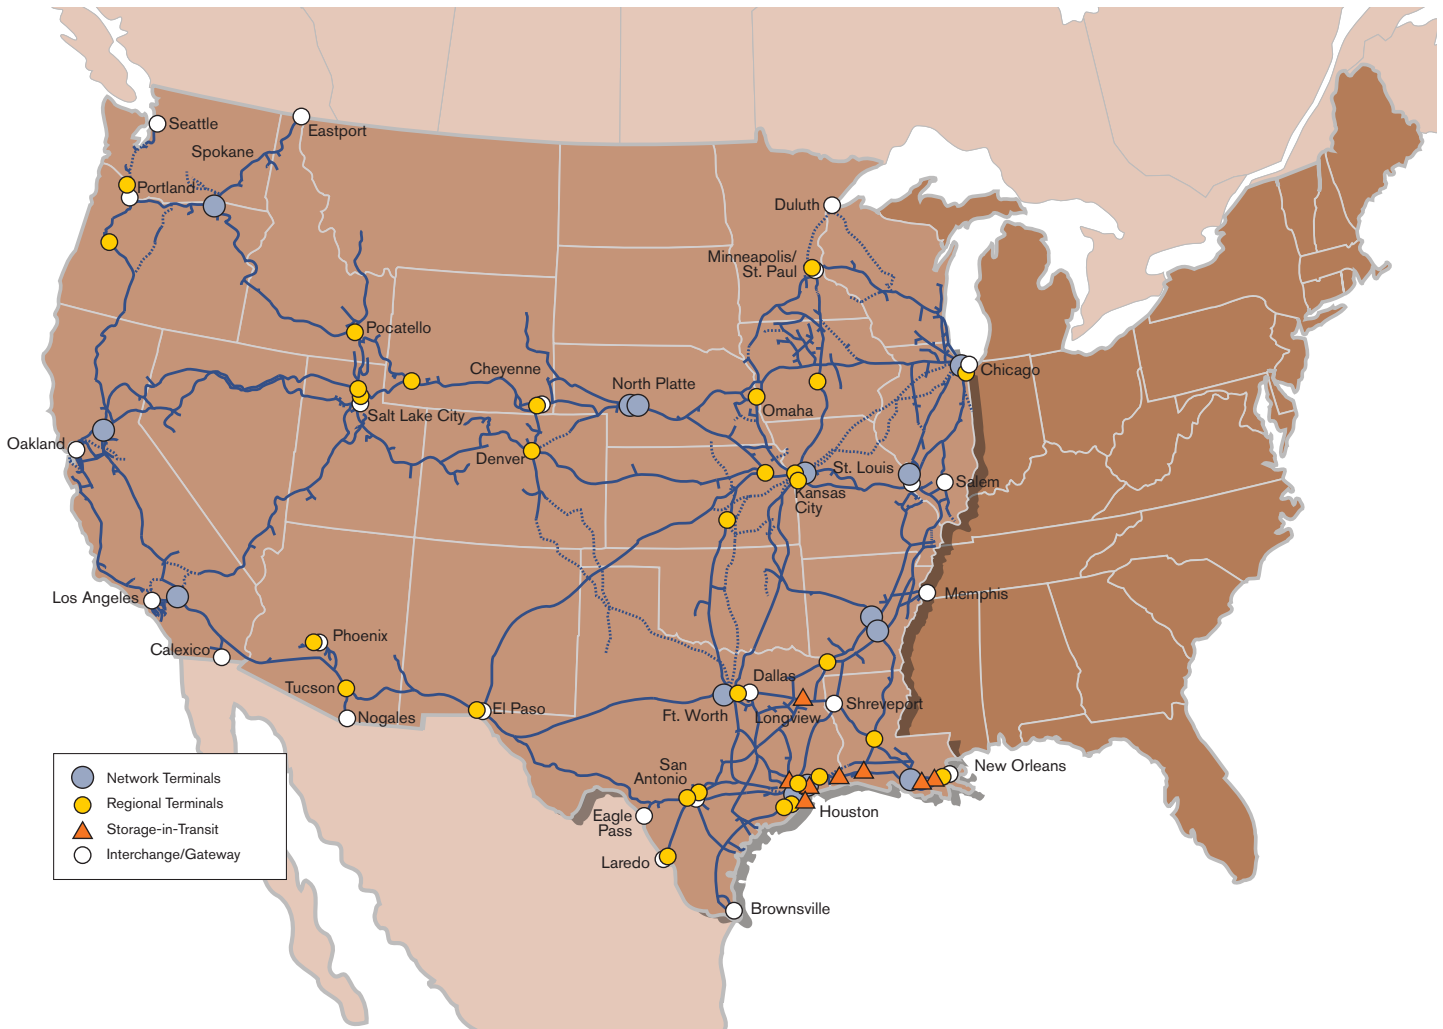 Seattle
Eastport
Spokane
Portland
Duluth
Minneapolis/
St. Paul
Pocatello
Cheyenne
North Platte
Chicago
Salt Lake City
Omaha
Oakland
Denver
St. Louis
Salem
Kansas
City
Los Angeles
Memphis
Phoenix
Calexico
Tucson
Dallas
Nogales
El Paso
Ft. Worth
Longview
Shreveport
San
Antonio
New Orleans
Eagle
Pass
Houston
Laredo
Brownsville
Network Terminals
Regional Terminals
Storage-in-Transit
Interchange/Gateway